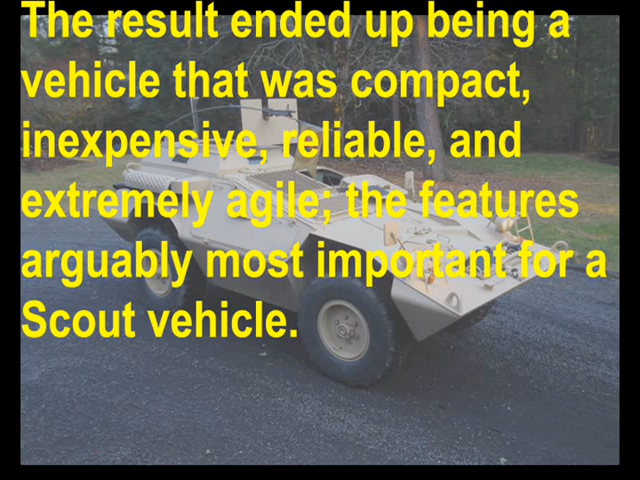 The result ended up being a
vehicle that was compact,
inexpensive, reliable, and
extremely agile; the features
arguably most important for a
Scout vehicle.